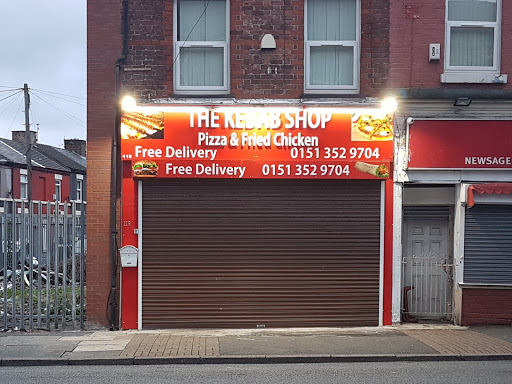 THE KEBAB SHOP
Pizza & Fried Chicken
Free Delivery 0151 352 9704
Free Delivery 0151 352 9704
NEWSAGE